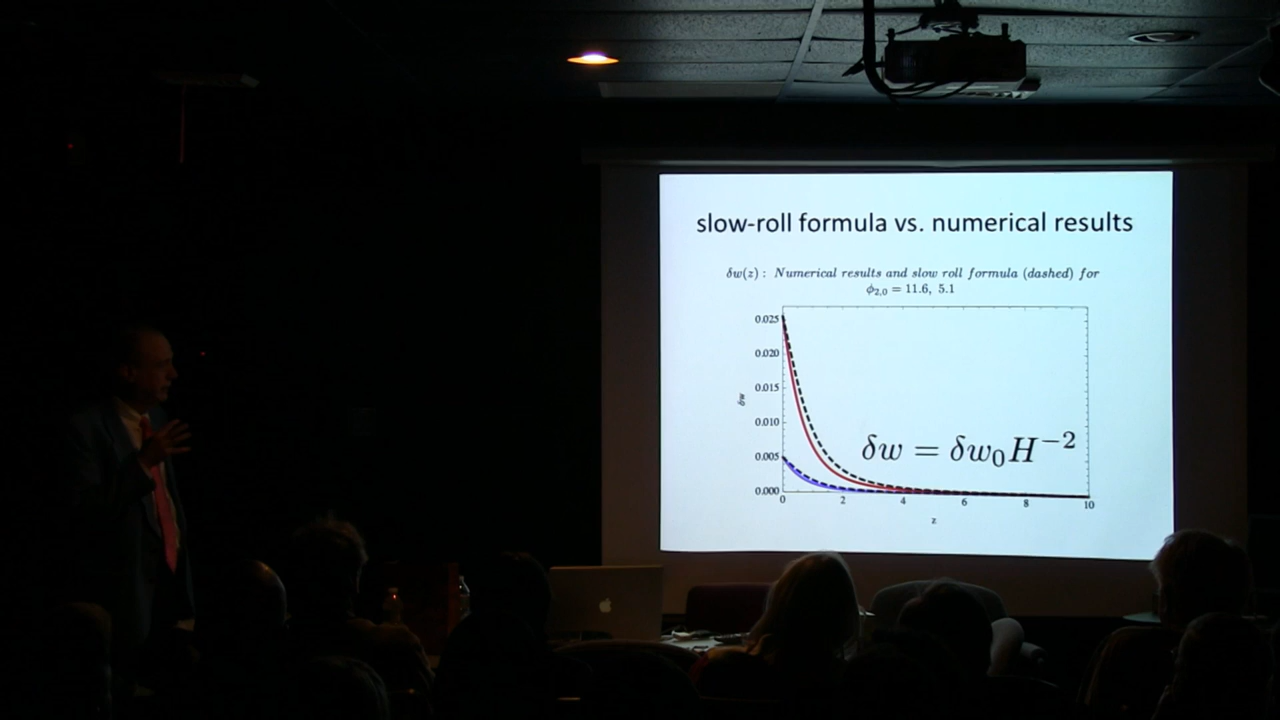 slow-roll formula vs. numerical results
δw(z) : Numerical results and slow roll formula (dashed) for
ϕ₂,₀ = 11.6, 5.1
0.025
0.020
0.015
δw
0.010
δw = δw₀H⁻²
0.005
0.000
0 2 4 6 8 10
z